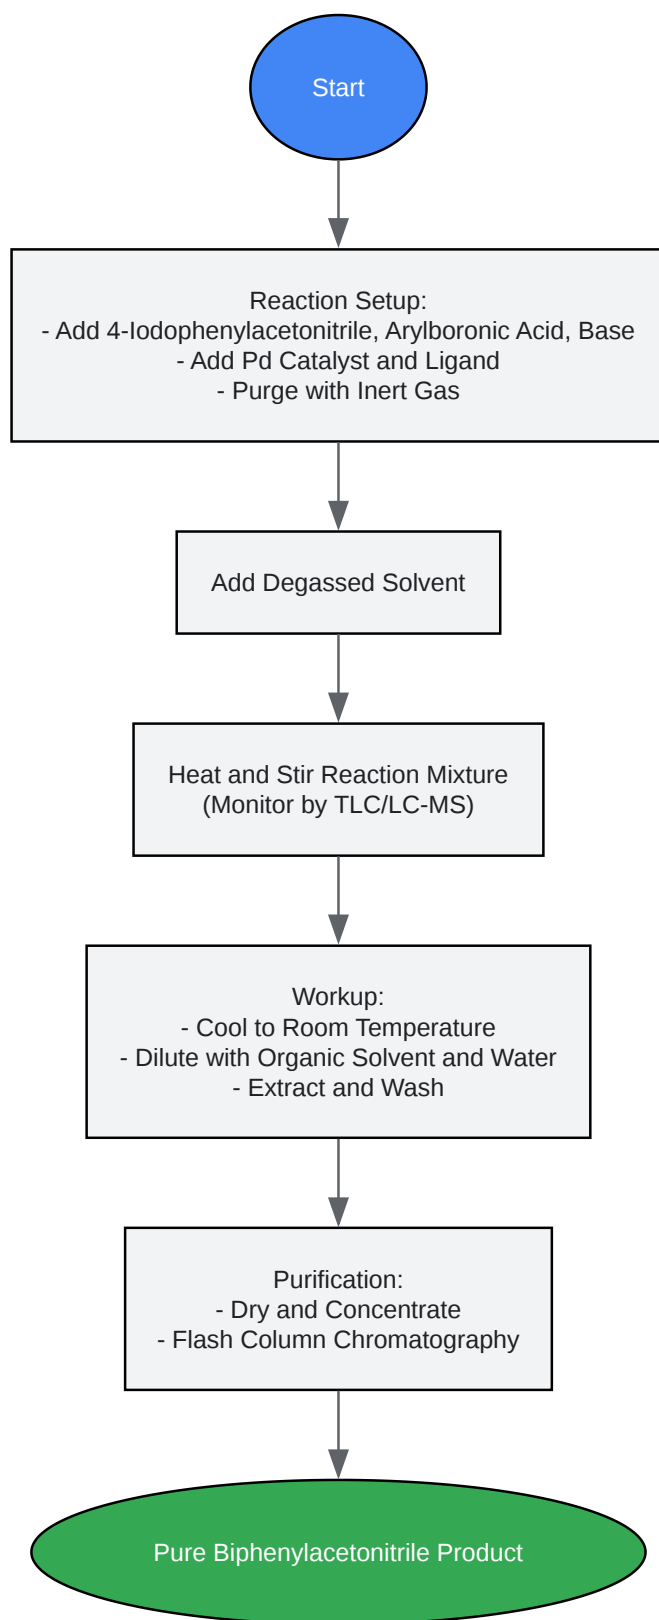 Start
Reaction Setup:
- Add 4-Iodophenylacetonitrile, Arylboronic Acid, Base
- Add Pd Catalyst and Ligand
- Purge with Inert Gas
Add Degassed Solvent
Heat and Stir Reaction Mixture
(Monitor by TLC/LC-MS)
Workup:
- Cool to Room Temperature
- Dilute with Organic Solvent and Water
- Extract and Wash
Purification:
- Dry and Concentrate
- Flash Column Chromatography
Pure Biphenylacetonitrile Product